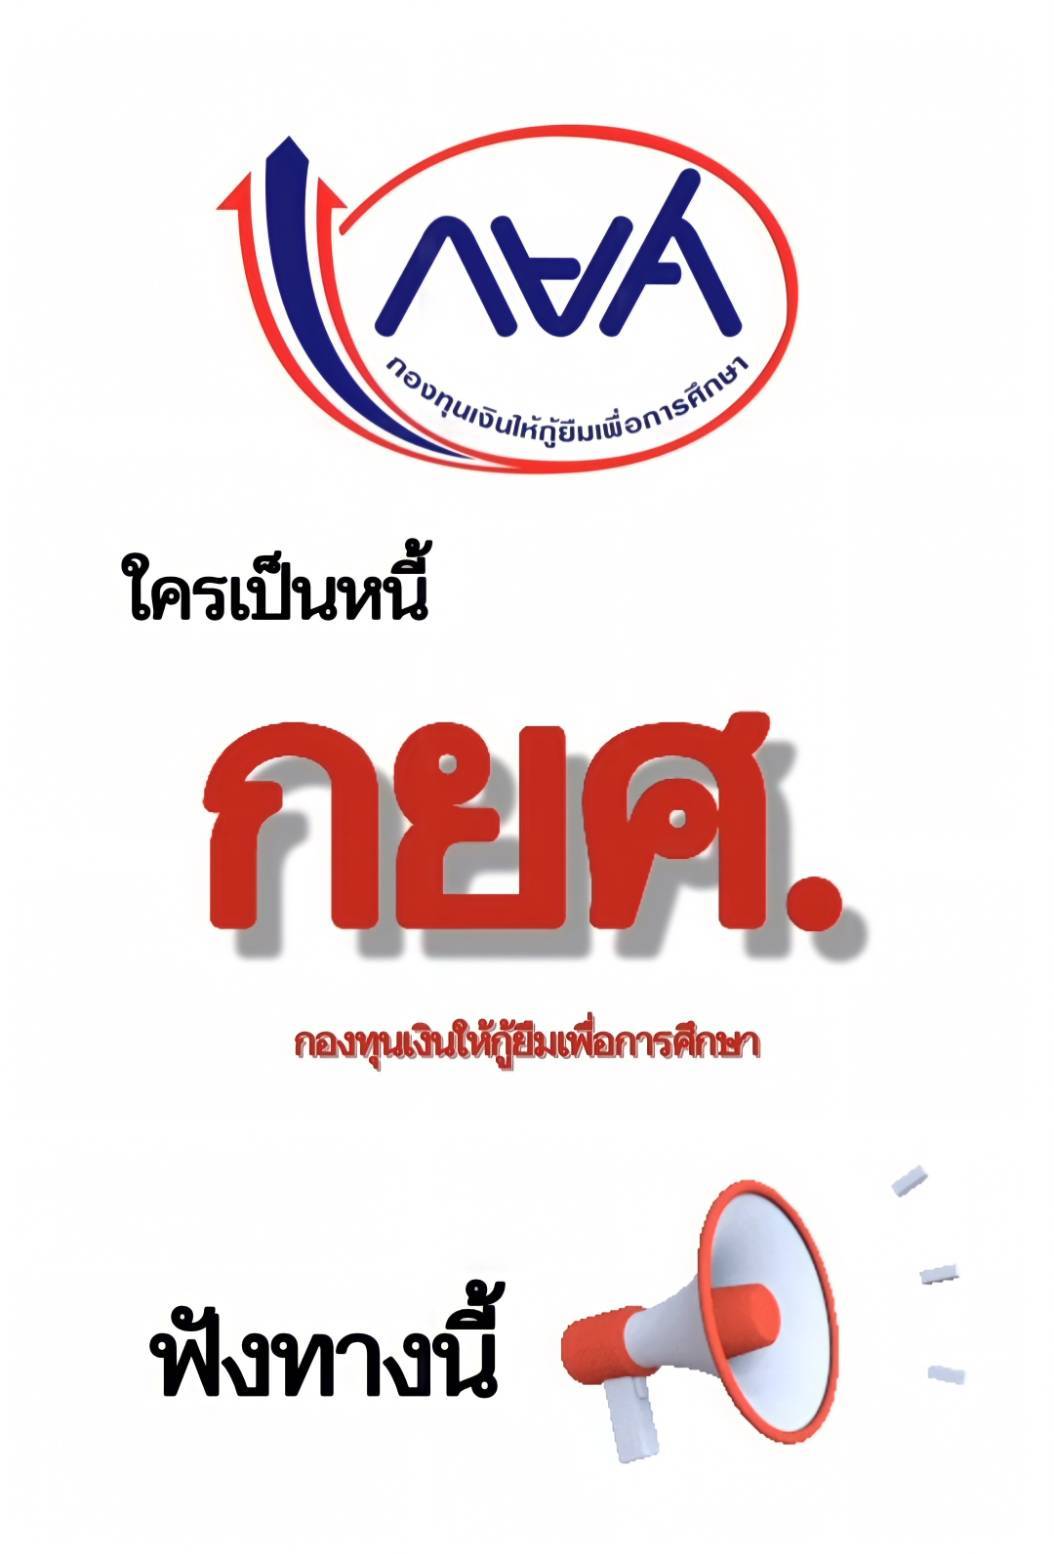 กยศ
กองทุนเงินให้กู้ยืมเพื่อการศึกษา
ใครเป็นหนี้
กยศ.
กองทุนเงินให้กู้ยืมเพื่อการศึกษา
ฟังทางนี้